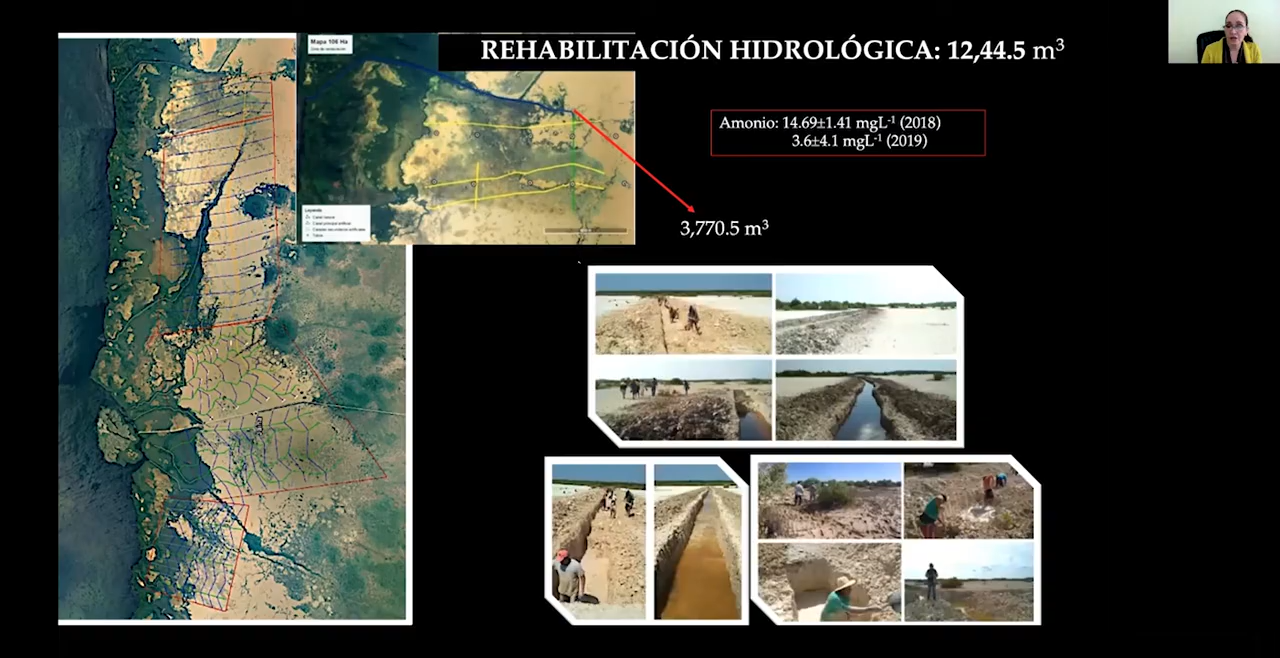 REHABILITACIÓN HIDROLÓGICA: 12,44.5 m³
Mapa 106 Ha
Amonio: 14.69±1.41 mgL⁻¹ (2018)
3.6±4.1 mgL⁻¹ (2019)
3,770.5 m³